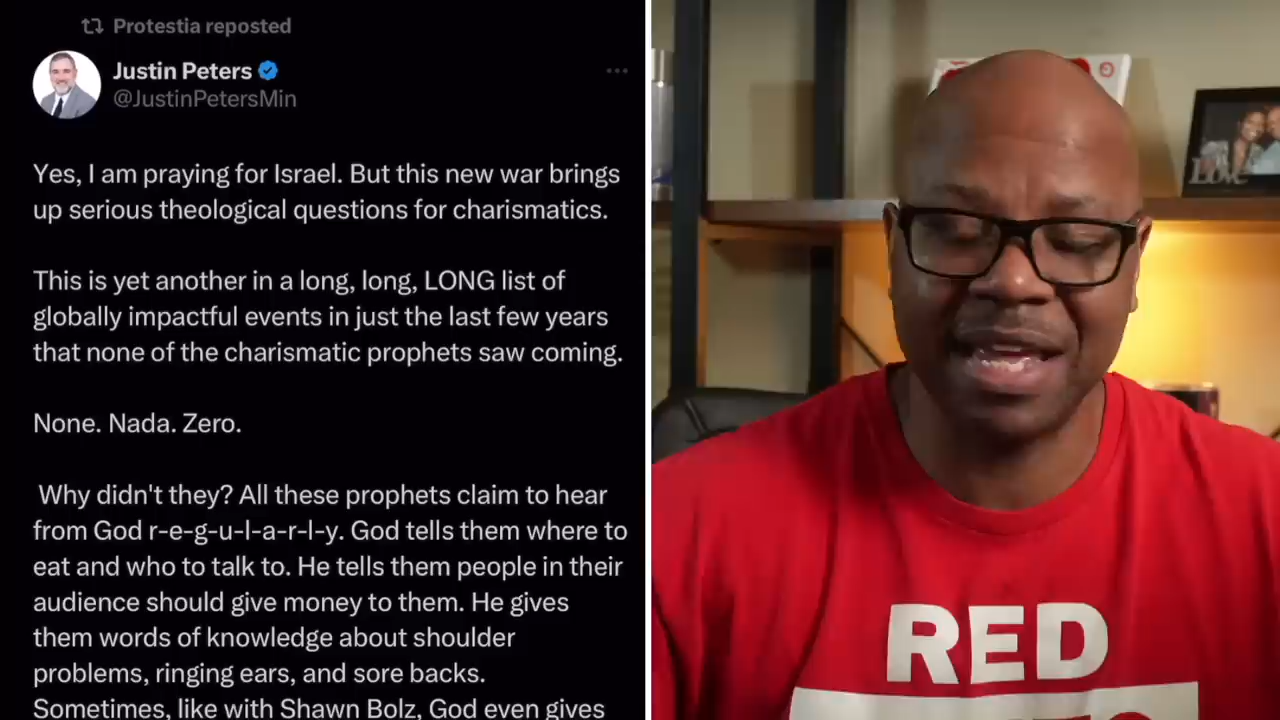 Protestia reposted
Justin Peters
@JustinPetersMin
Yes, I am praying for Israel. But this new war brings
up serious theological questions for charismatics.
This is yet another in a long, long, LONG list of
globally impactful events in just the last few years
that none of the charismatic prophets saw coming.
None. Nada. Zero.
Why didn't they? All these prophets claim to hear
from God r-e-g-u-l-a-r-l-y. God tells them where to
eat and who to talk to. He tells them people in their
audience should give money to them. He gives
them words of knowledge about shoulder
problems, ringing ears, and sore backs.
Sometimes, like with Shawn Bolz, God even gives
Love
RED